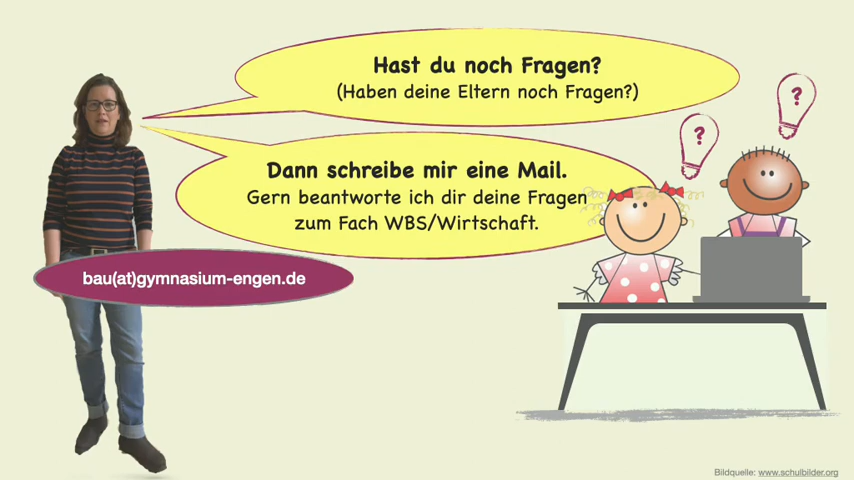 Hast du noch Fragen?
(Haben deine Eltern noch Fragen?)
?
?
Dann schreibe mir eine Mail.
Gern beantworte ich dir deine Fragen
zum Fach WBS/Wirtschaft.
bau(at)gymnasium-engen.de
Bildquelle: www.schulbilder.org